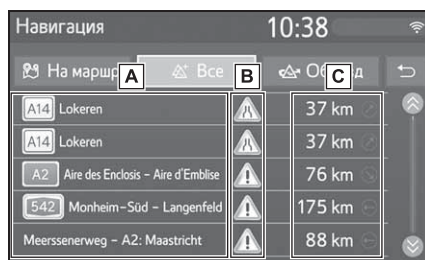 Навигация 10:38
На маршр A Все B Об C д
A14 Lokeren 37 km
A14 Lokeren 37 km
A2 Aire des Enclosis – Aire d'Emblise 76 km
542 Monheim–Süd – Langenfeld 175 km
Meerssenerweg – A2: Maastricht 88 km